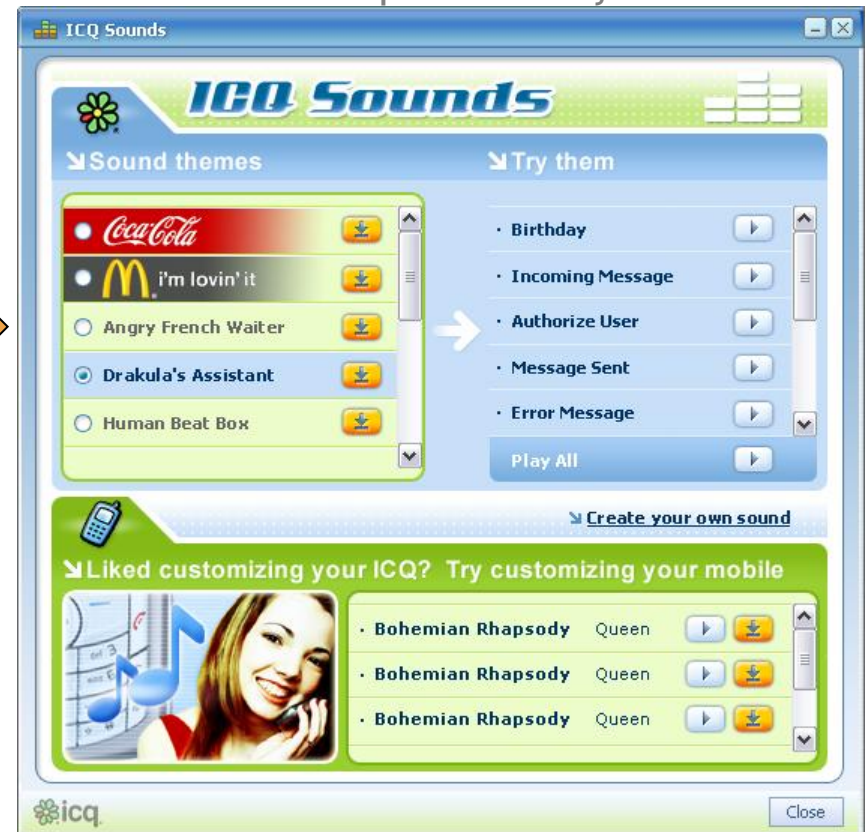 ICQ Sounds
ICQ Sounds
Sound themes
Try them
Coca-Cola
i'm lovin' it
Angry French Waiter
Drakula's Assistant
Human Beat Box
· Birthday
· Incoming Message
· Authorize User
· Message Sent
· Error Message
Play All
Create your own sound
Liked customizing your ICQ? Try customizing your mobile
· Bohemian Rhapsody Queen
· Bohemian Rhapsody Queen
· Bohemian Rhapsody Queen
icq
Close